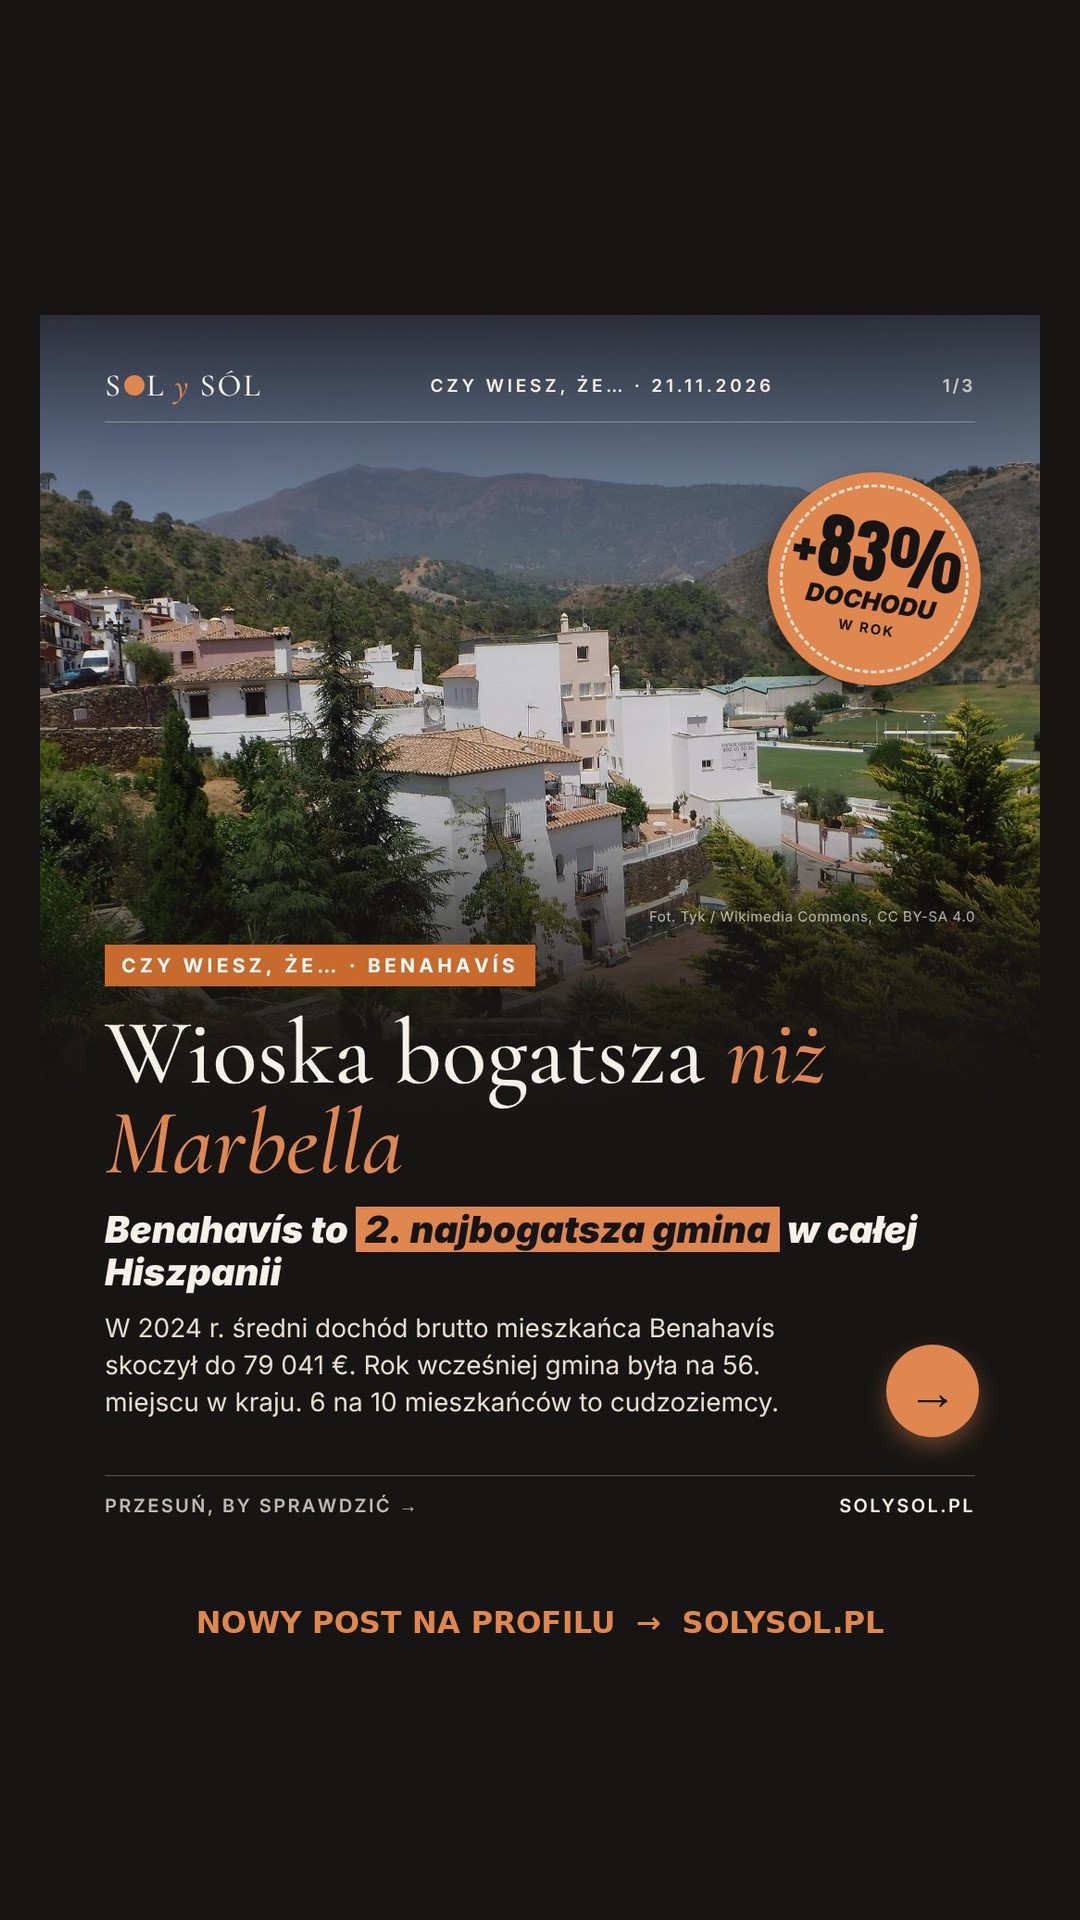 SOL y SÓL
CZY WIESZ, ŻE… · 21.11.2026
1/3
+83%
DOCHODU
W ROK
Fot. Tyk / Wikimedia Commons, CC BY-SA 4.0
CZY WIESZ, ŻE… · BENAHAVÍS
Wioska bogatsza niż
Marbella
Benahavís to 2. najbogatsza gmina w całej
Hiszpanii
W 2024 r. średni dochód brutto mieszkańca Benahavís
skoczył do 79 041 €. Rok wcześniej gmina była na 56.
miejscu w kraju. 6 na 10 mieszkańców to cudzoziemcy.
→
PRZESUŃ, BY SPRAWDZIĆ →
SOLYSOL.PL
NOWY POST NA PROFILU → SOLYSOL.PL